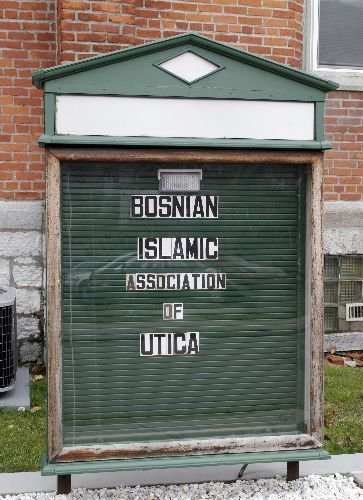 BOSNIAN
ISLAMIC
ASSOCIATION
OF
UTICA